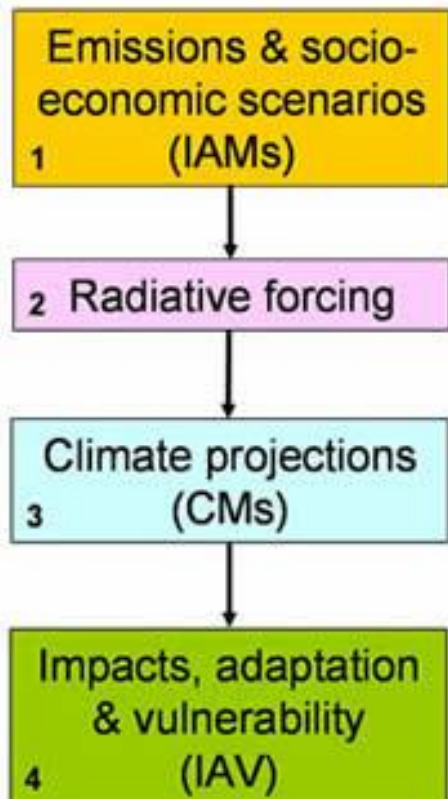 Emissions & socio-
economic scenarios
(IAMs)
1
2 Radiative forcing
Climate projections
(CMs)
3
Impacts, adaptation
& vulnerability
(IAV)
4